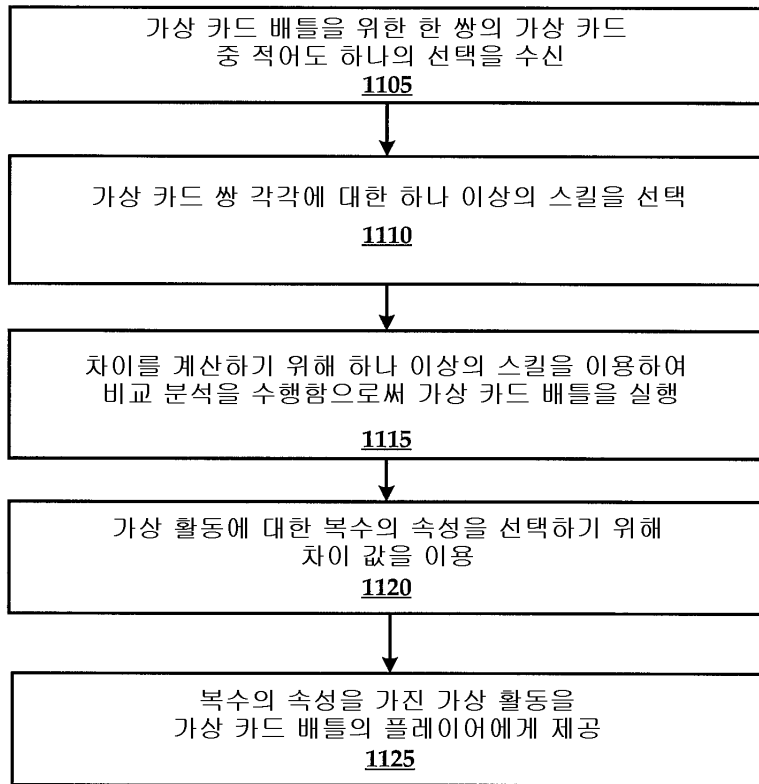 가상 카드 배틀을 위한 한 쌍의 가상 카드
중 적어도 하나의 선택을 수신
1105
가상 카드 쌍 각각에 대한 하나 이상의 스킬을 선택
1110
차이를 계산하기 위해 하나 이상의 스킬을 이용하여
비교 분석을 수행함으로써 가상 카드 배틀을 실행
1115
가상 활동에 대한 복수의 속성을 선택하기 위해
차이 값을 이용
1120
복수의 속성을 가진 가상 활동을
가상 카드 배틀의 플레이어에게 제공
1125